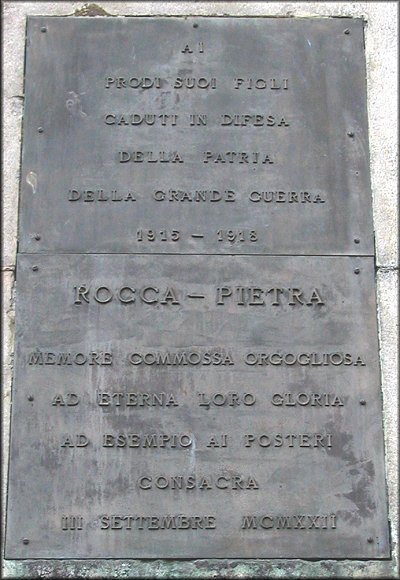 AI
PRODI SUOI FIGLI
CADUTI IN DIFESA
DELLA PATRIA
DELLA GRANDE GUERRA
1915 – 1918
ROCCA – PIETRA
MEMORE COMMOSSA ORGOGLIOSA
AD ETERNA LORO GLORIA
AD ESEMPIO AI POSTERI
CONSACRA
III SETTEMBRE MCMXXII